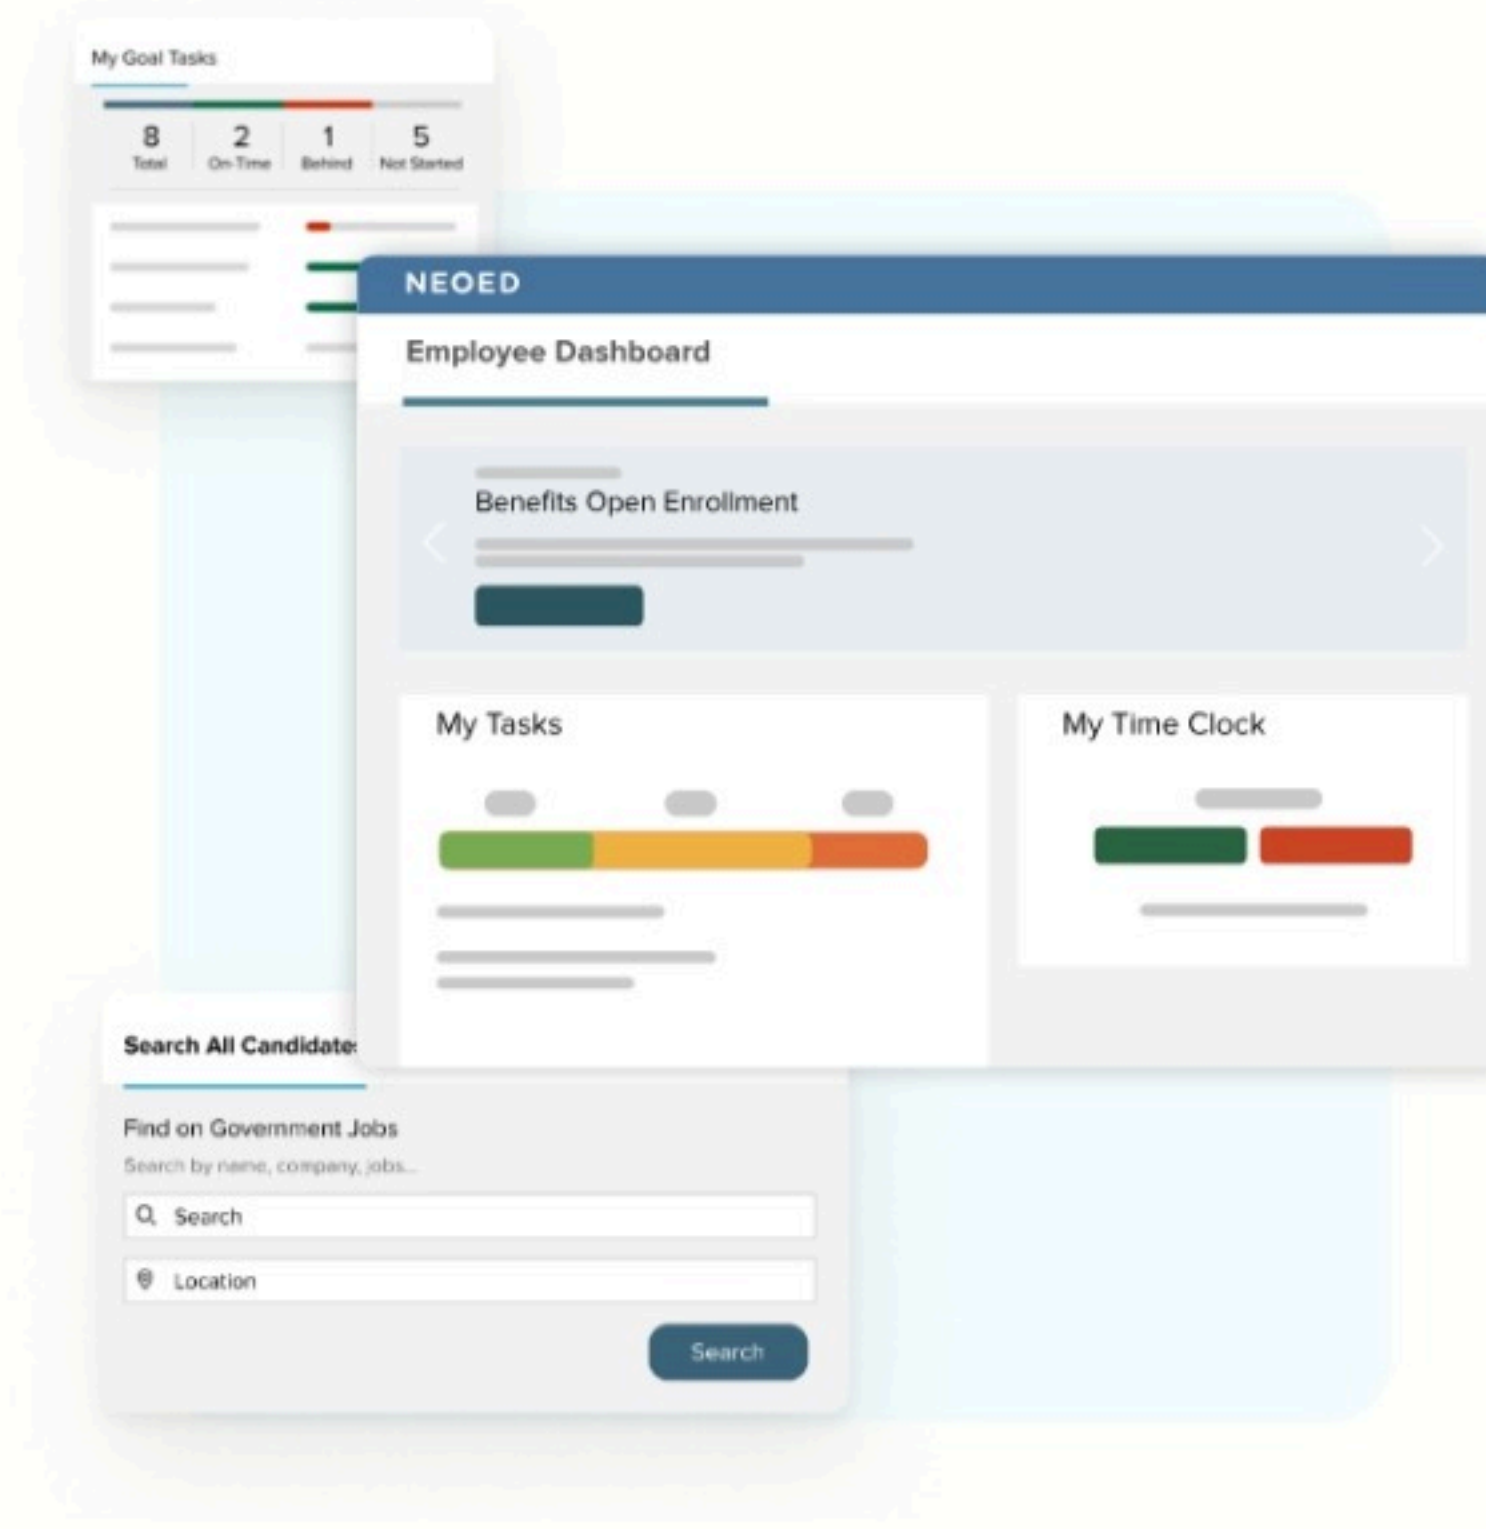 My Goal Tasks
8 2 1 5
Total On-Time Behind Not Started
NEOED
Employee Dashboard
Benefits Open Enrollment
My Tasks
My Time Clock
Search All Candidates
Find on Government Jobs
Search by name, company, jobs...
Search
Location
Search